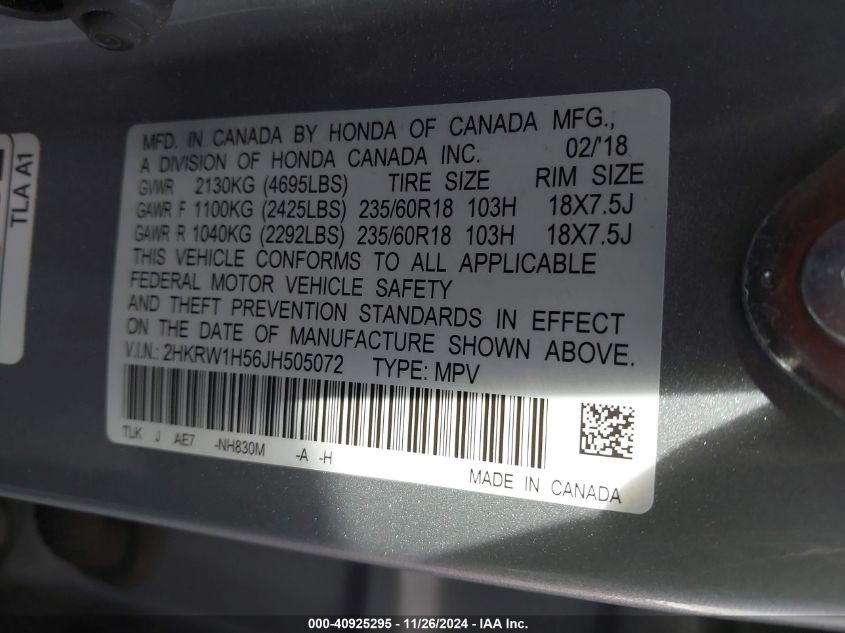 MFD. IN CANADA BY HONDA OF CANADA MFG.,
A DIVISION OF HONDA CANADA INC. 02/'18
GVWR 2130KG (4695LBS) TIRE SIZE RIM SIZE
GAWR F 1100KG (2425LBS) 235/60R18 103H 18X7.5J
GAWR R 1040KG (2292LBS) 235/60R18 103H 18X7.5J
THIS VEHICLE CONFORMS TO ALL APPLICABLE
FEDERAL MOTOR VEHICLE SAFETY
AND THEFT PREVENTION STANDARDS IN EFFECT
ON THE DATE OF MANUFACTURE SHOWN ABOVE.
V.I.N.: 2HKRW1H56JH505072 TYPE: MPV
TLK J AE7 -NH830M -A -H
MADE IN CANADA
TLA A1
000-40925295 - 11/26/2024 - IAA Inc.